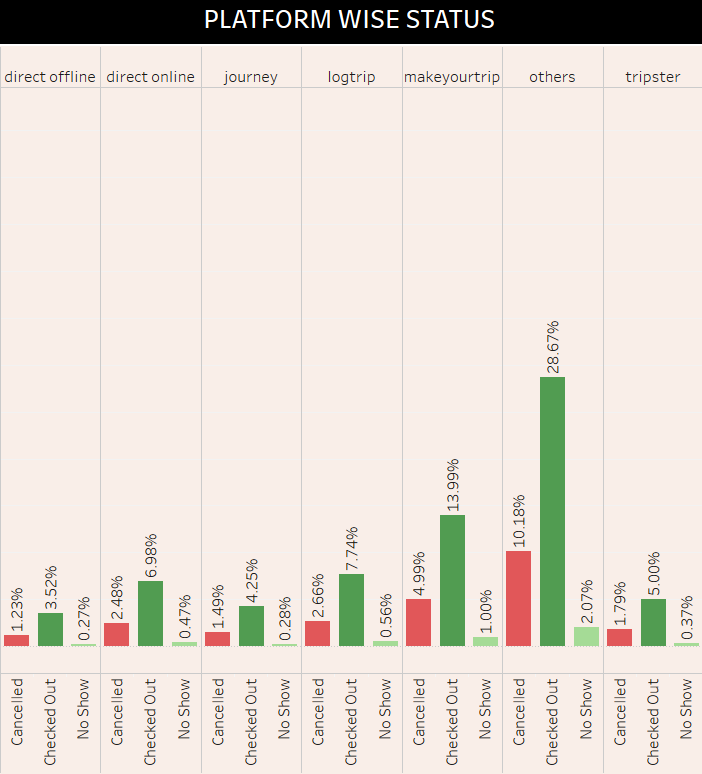 PLATFORM WISE STATUS
direct offline direct online journey logtrip makeyourtrip others tripster
1.23% 3.52% 0.27% 2.48% 6.98% 0.47% 1.49% 4.25% 0.28% 2.66% 7.74% 0.56% 4.99% 13.99% 1.00% 10.18% 28.67% 2.07% 1.79% 5.00% 0.37%
Cancelled Checked Out No Show Cancelled Checked Out No Show Cancelled Checked Out No Show Cancelled Checked Out No Show Cancelled Checked Out No Show Cancelled Checked Out No Show Cancelled Checked Out No Show